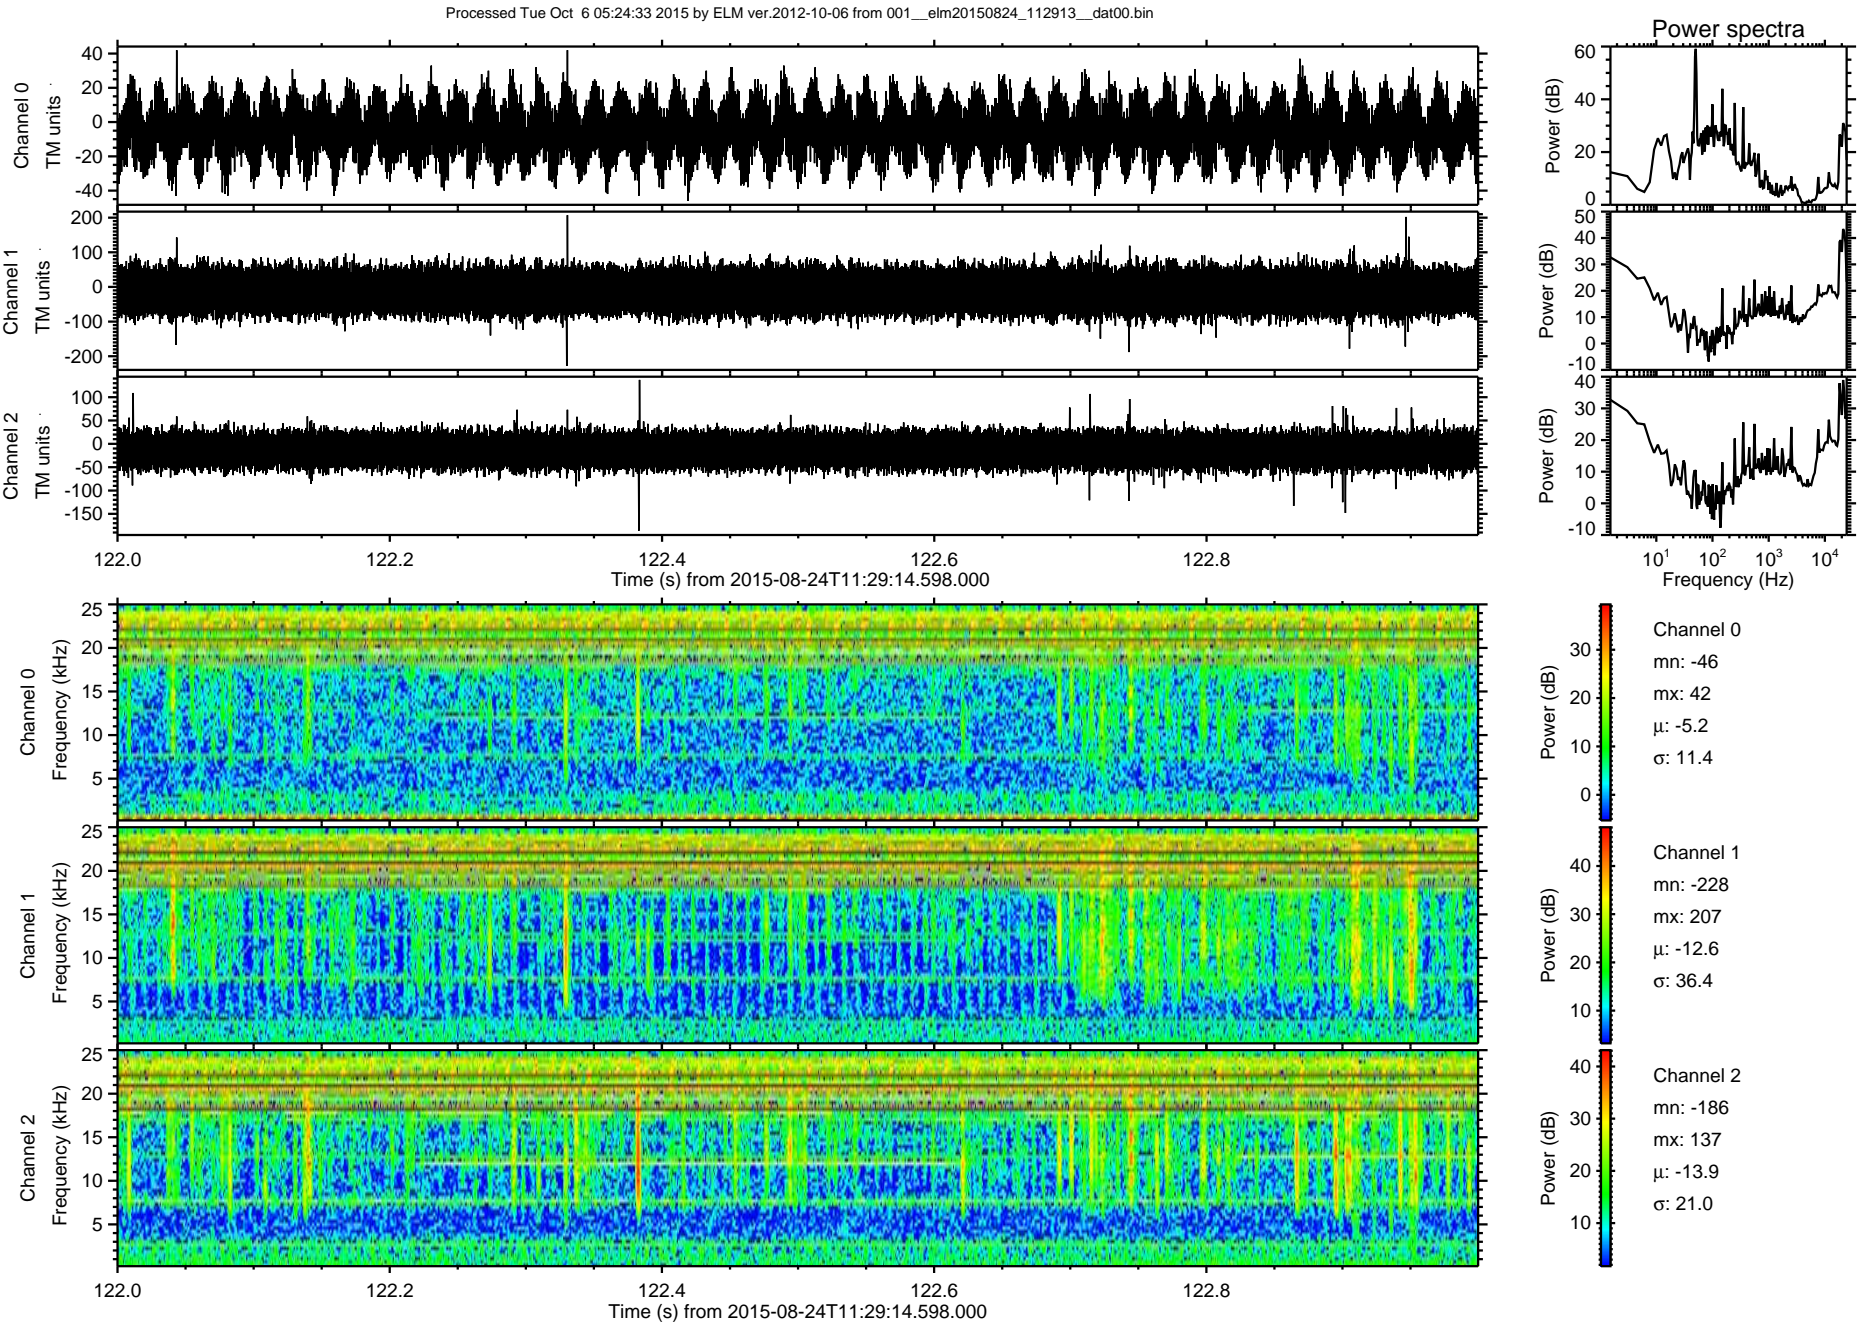 Processed Tue Oct  6 05:24:33 2015 by ELM ver.2012-10-06 from 001__elm20150824_112913__dat00.bin
Power spectra
Channel 0
TM units
40
20
0
-20
-40
Channel 1
TM units
200
100
0
-100
-200
Channel 2
TM units
100
50
0
-50
-100
-150
122.0 122.2 122.4 122.6 122.8
Time (s) from 2015-08-24T11:29:14.598.000
Power (dB)
60
40
20
0
Power (dB)
50
40
30
20
10
0
-10
Power (dB)
40
30
20
10
0
-10
10^1 10^2 10^3 10^4
Frequency (Hz)
Channel 0
Frequency (kHz)
25
20
15
10
5
Power (dB)
30
20
10
0
Channel 0
mn: -46
mx: 42
μ: -5.2
σ: 11.4
Channel 1
Frequency (kHz)
25
20
15
10
5
Power (dB)
40
30
20
10
Channel 1
mn: -228
mx: 207
μ: -12.6
σ: 36.4
Channel 2
Frequency (kHz)
25
20
15
10
5
Power (dB)
40
30
20
10
Channel 2
mn: -186
mx: 137
μ: -13.9
σ: 21.0
122.0 122.2 122.4 122.6 122.8
Time (s) from 2015-08-24T11:29:14.598.000